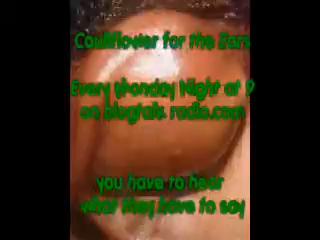 Cauliflower for the Ears
Every Monday Night at 9
on blogtalk radio.com
you have to hear
what they have to say